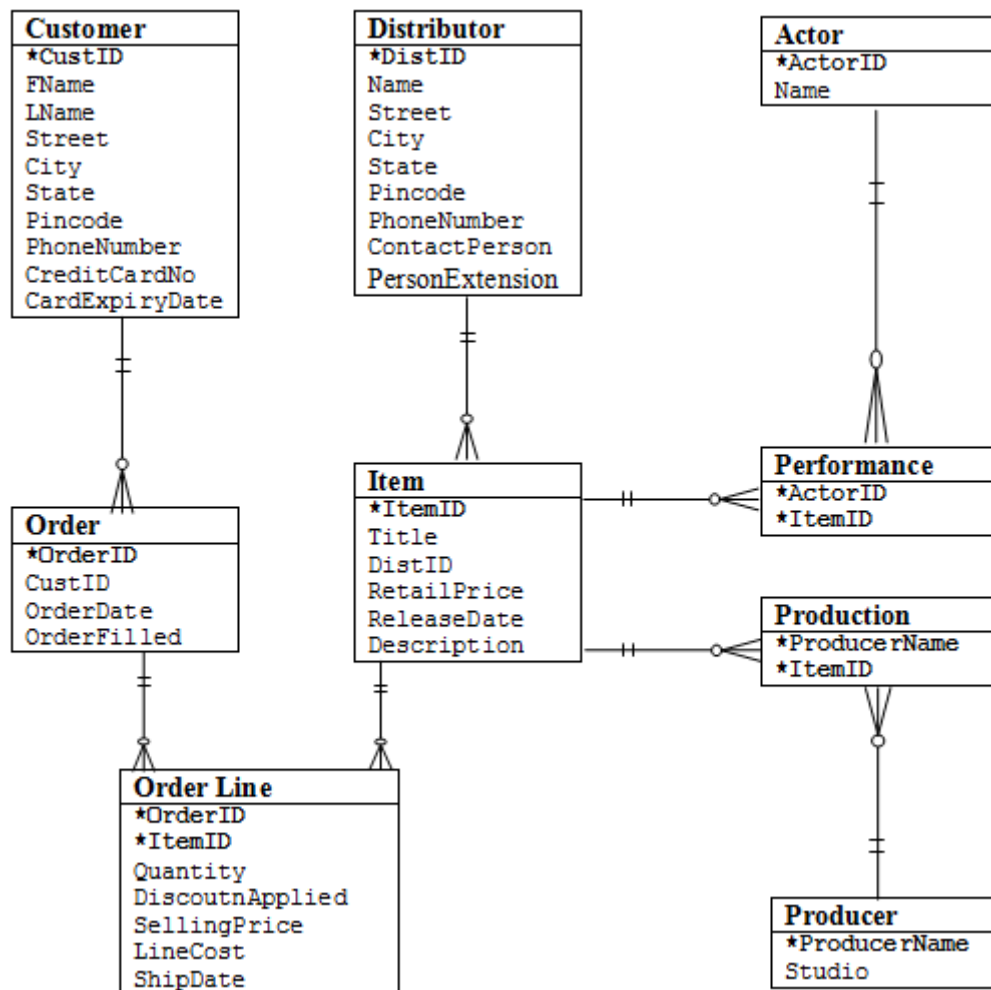 Customer
*CustID
FName
LName
Street
City
State
Pincode
PhoneNumber
CreditCardNo
CardExpiryDate
Distributor
*DistID
Name
Street
City
State
Pincode
PhoneNumber
ContactPerson
PersonExtension
Actor
*ActorID
Name
Order
*OrderID
CustID
OrderDate
OrderFilled
Item
*ItemID
Title
DistID
RetailPrice
ReleaseDate
Description
Performance
*ActorID
*ItemID
Production
*ProducerName
*ItemID
Order Line
*OrderID
*ItemID
Quantity
DiscoutnApplied
SellingPrice
LineCost
ShipDate
Producer
*ProducerName
Studio